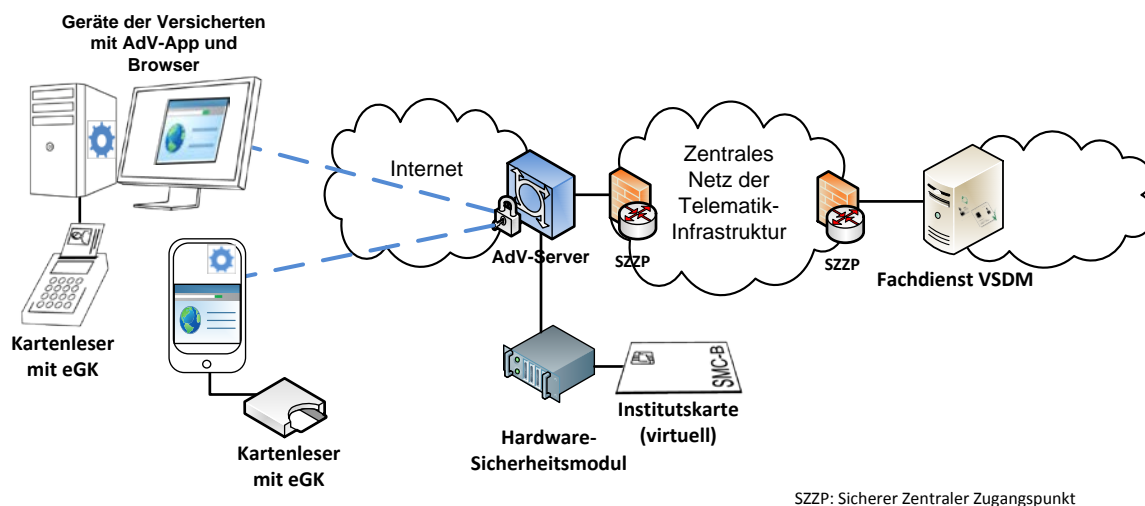 Geräte der Versicherten
mit AdV-App und
Browser
Internet
Zentrales
Netz der
Telematik-
Infrastruktur
AdV-Server
SZZP
SZZP
Fachdienst VSDM
Kartenleser
mit eGK
SMC-B
Institutskarte
(virtuell)
Hardware-
Sicherheitsmodul
Kartenleser
mit eGK
SZZP: Sicherer Zentraler Zugangspunkt